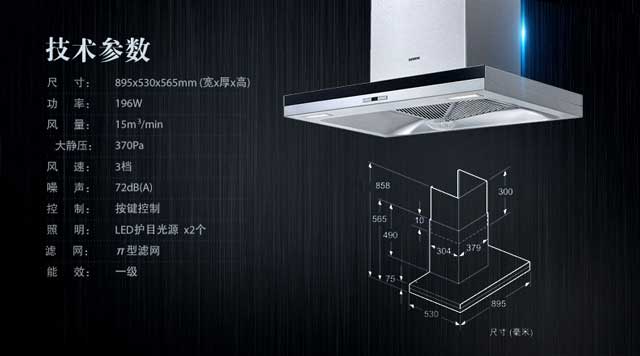 技术参数
尺 寸： 895x530x565mm (宽x厚x高)
功 率： 196W
风 量： 15m³/min
大静压： 370Pa
风 速： 3档
噪 声： 72dB(A)
控 制： 按键控制
照 明： LED护目光源 x2个
滤 网： π型滤网
能 效： 一级
858
300
565
10
490
304
379
75
530
895
尺寸 (毫米)